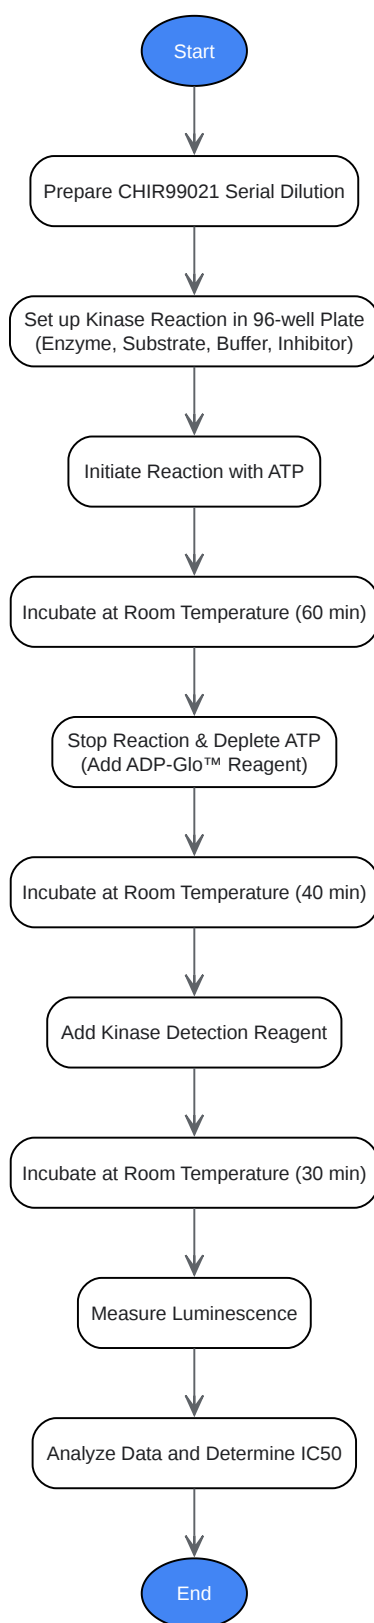 Start
Prepare CHIR99021 Serial Dilution
Set up Kinase Reaction in 96-well Plate
(Enzyme, Substrate, Buffer, Inhibitor)
Initiate Reaction with ATP
Incubate at Room Temperature (60 min)
Stop Reaction & Deplete ATP
(Add ADP-Glo™ Reagent)
Incubate at Room Temperature (40 min)
Add Kinase Detection Reagent
Incubate at Room Temperature (30 min)
Measure Luminescence
Analyze Data and Determine IC50
End